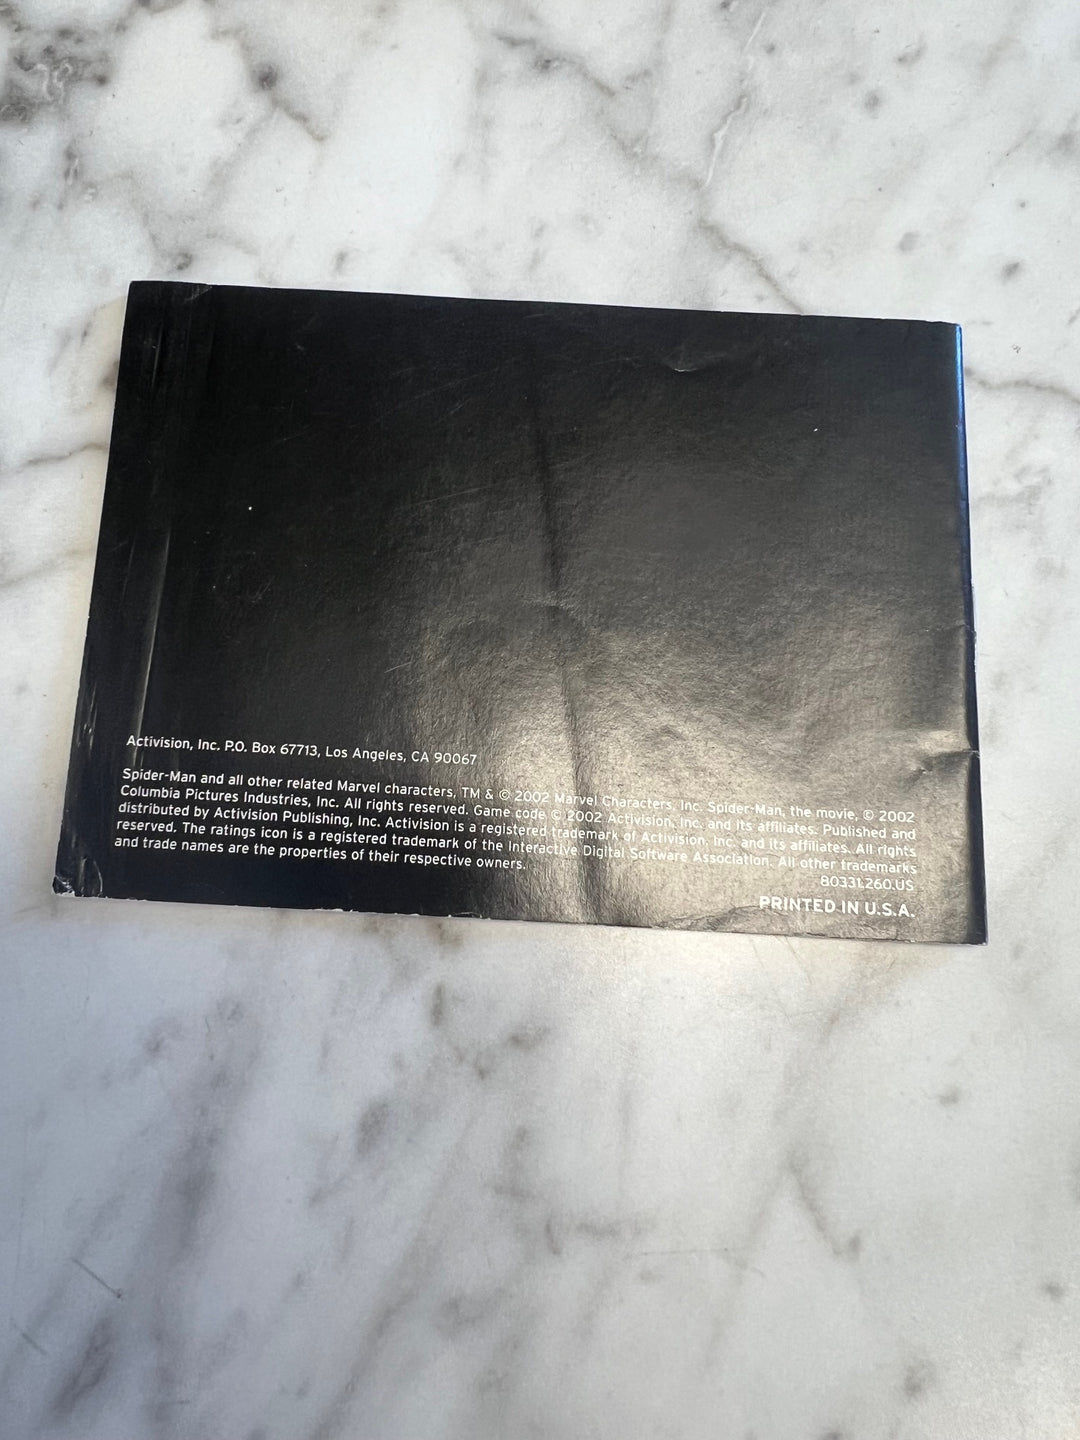 Activision, Inc. P.O. Box 67713, Los Angeles, CA 90067
Spider-Man and all other related Marvel characters, TM & © 2002 Marvel Characters, Inc. Spider-Man, the movie, © 2002
Columbia Pictures Industries, Inc. All rights reserved. Game code © 2002 Activision, Inc. and its affiliates. Published and
distributed by Activision Publishing, Inc. Activision is a registered trademark of Activision, Inc. and its affiliates. All rights
reserved. The ratings icon is a registered trademark of the Interactive Digital Software Association. All other trademarks
and trade names are the properties of their respective owners.
80331.260.US
PRINTED IN U.S.A.